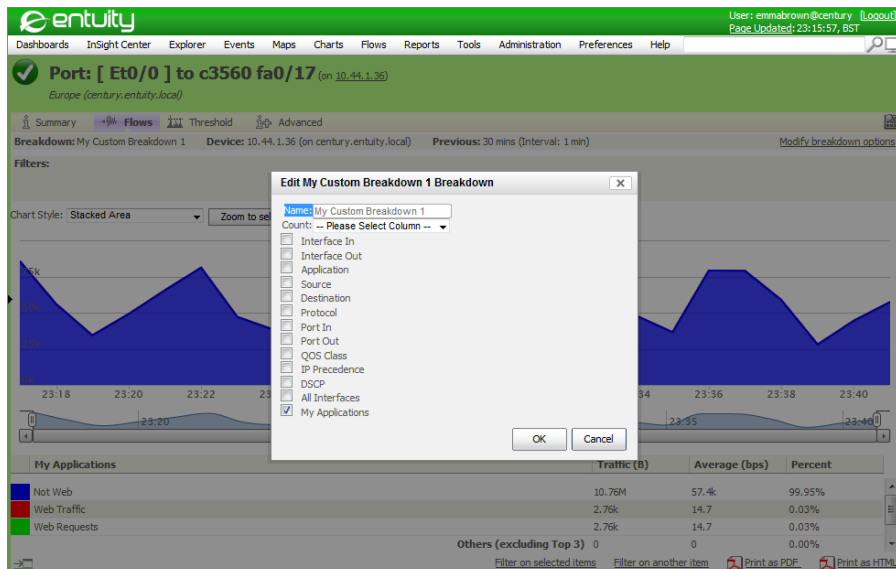 entuity
User: emmabrown@century [Logout]
Page Updated: 23:15:57, BST
Dashboards InSight Center Explorer Events Maps Charts Flows Reports Tools Administration Preferences Help
Port: [ Et0/0 ] to c3560 fa0/17 (on 10.44.1.36)
Europe (century.entuity.local)
Summary Flows Threshold Advanced
Breakdown: My Custom Breakdown 1 Device: 10.44.1.36 (on century.entuity.local) Previous: 30 mins (Interval: 1 min) Modify breakdown options
Filters:
Edit My Custom Breakdown 1 Breakdown
Name: My Custom Breakdown 1
Count: -- Please Select Column --
Interface In
Interface Out
Application
Source
Destination
Protocol
Port In
Port Out
QOS Class
IP Precedence
DSCP
All Interfaces
My Applications
OK Cancel
Chart Style: Stacked Area Zoom to sel
23:18 23:20 23:22 23 34 23:36 23:38 23:40
23:20 23:35 23:40
My Applications Traffic (B) Average (bps) Percent
Not Web 10.76M 57.4k 99.95%
Web Traffic 2.76k 14.7 0.03%
Web Requests 2.76k 14.7 0.03%
Others (excluding Top 3) 0 0 0.00%
Filter on selected items Filter on another item Print as PDF Print as HTML